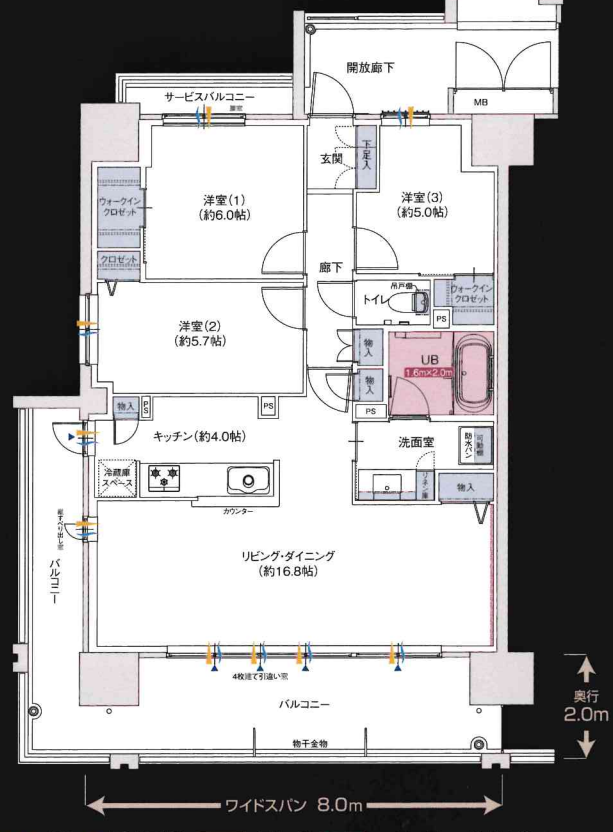 開放廊下
MB
サービスバルコニー
腰窓
玄関
下足入
洋室(1)
(約6.0帖)
洋室(3)
(約5.0帖)
ウォークイン
クロゼット
クロゼット
廊下
吊戸棚
トイレ
ウォークイン
クロゼット
PS
洋室(2)
(約5.7帖)
物入
UB
1.6m×2.0m
物入
PS
物入
PS
PS
キッチン(約4.0帖)
洗面室
防水パン
可動棚
冷蔵庫
スペース
リネン庫
物入
カウンター
縦すべり出し窓
リビング・ダイニング
(約16.8帖)
バルコニー
4枚建て引違い窓
バルコニー
物干金物
奥行
2.0m
ワイドスパン 8.0m